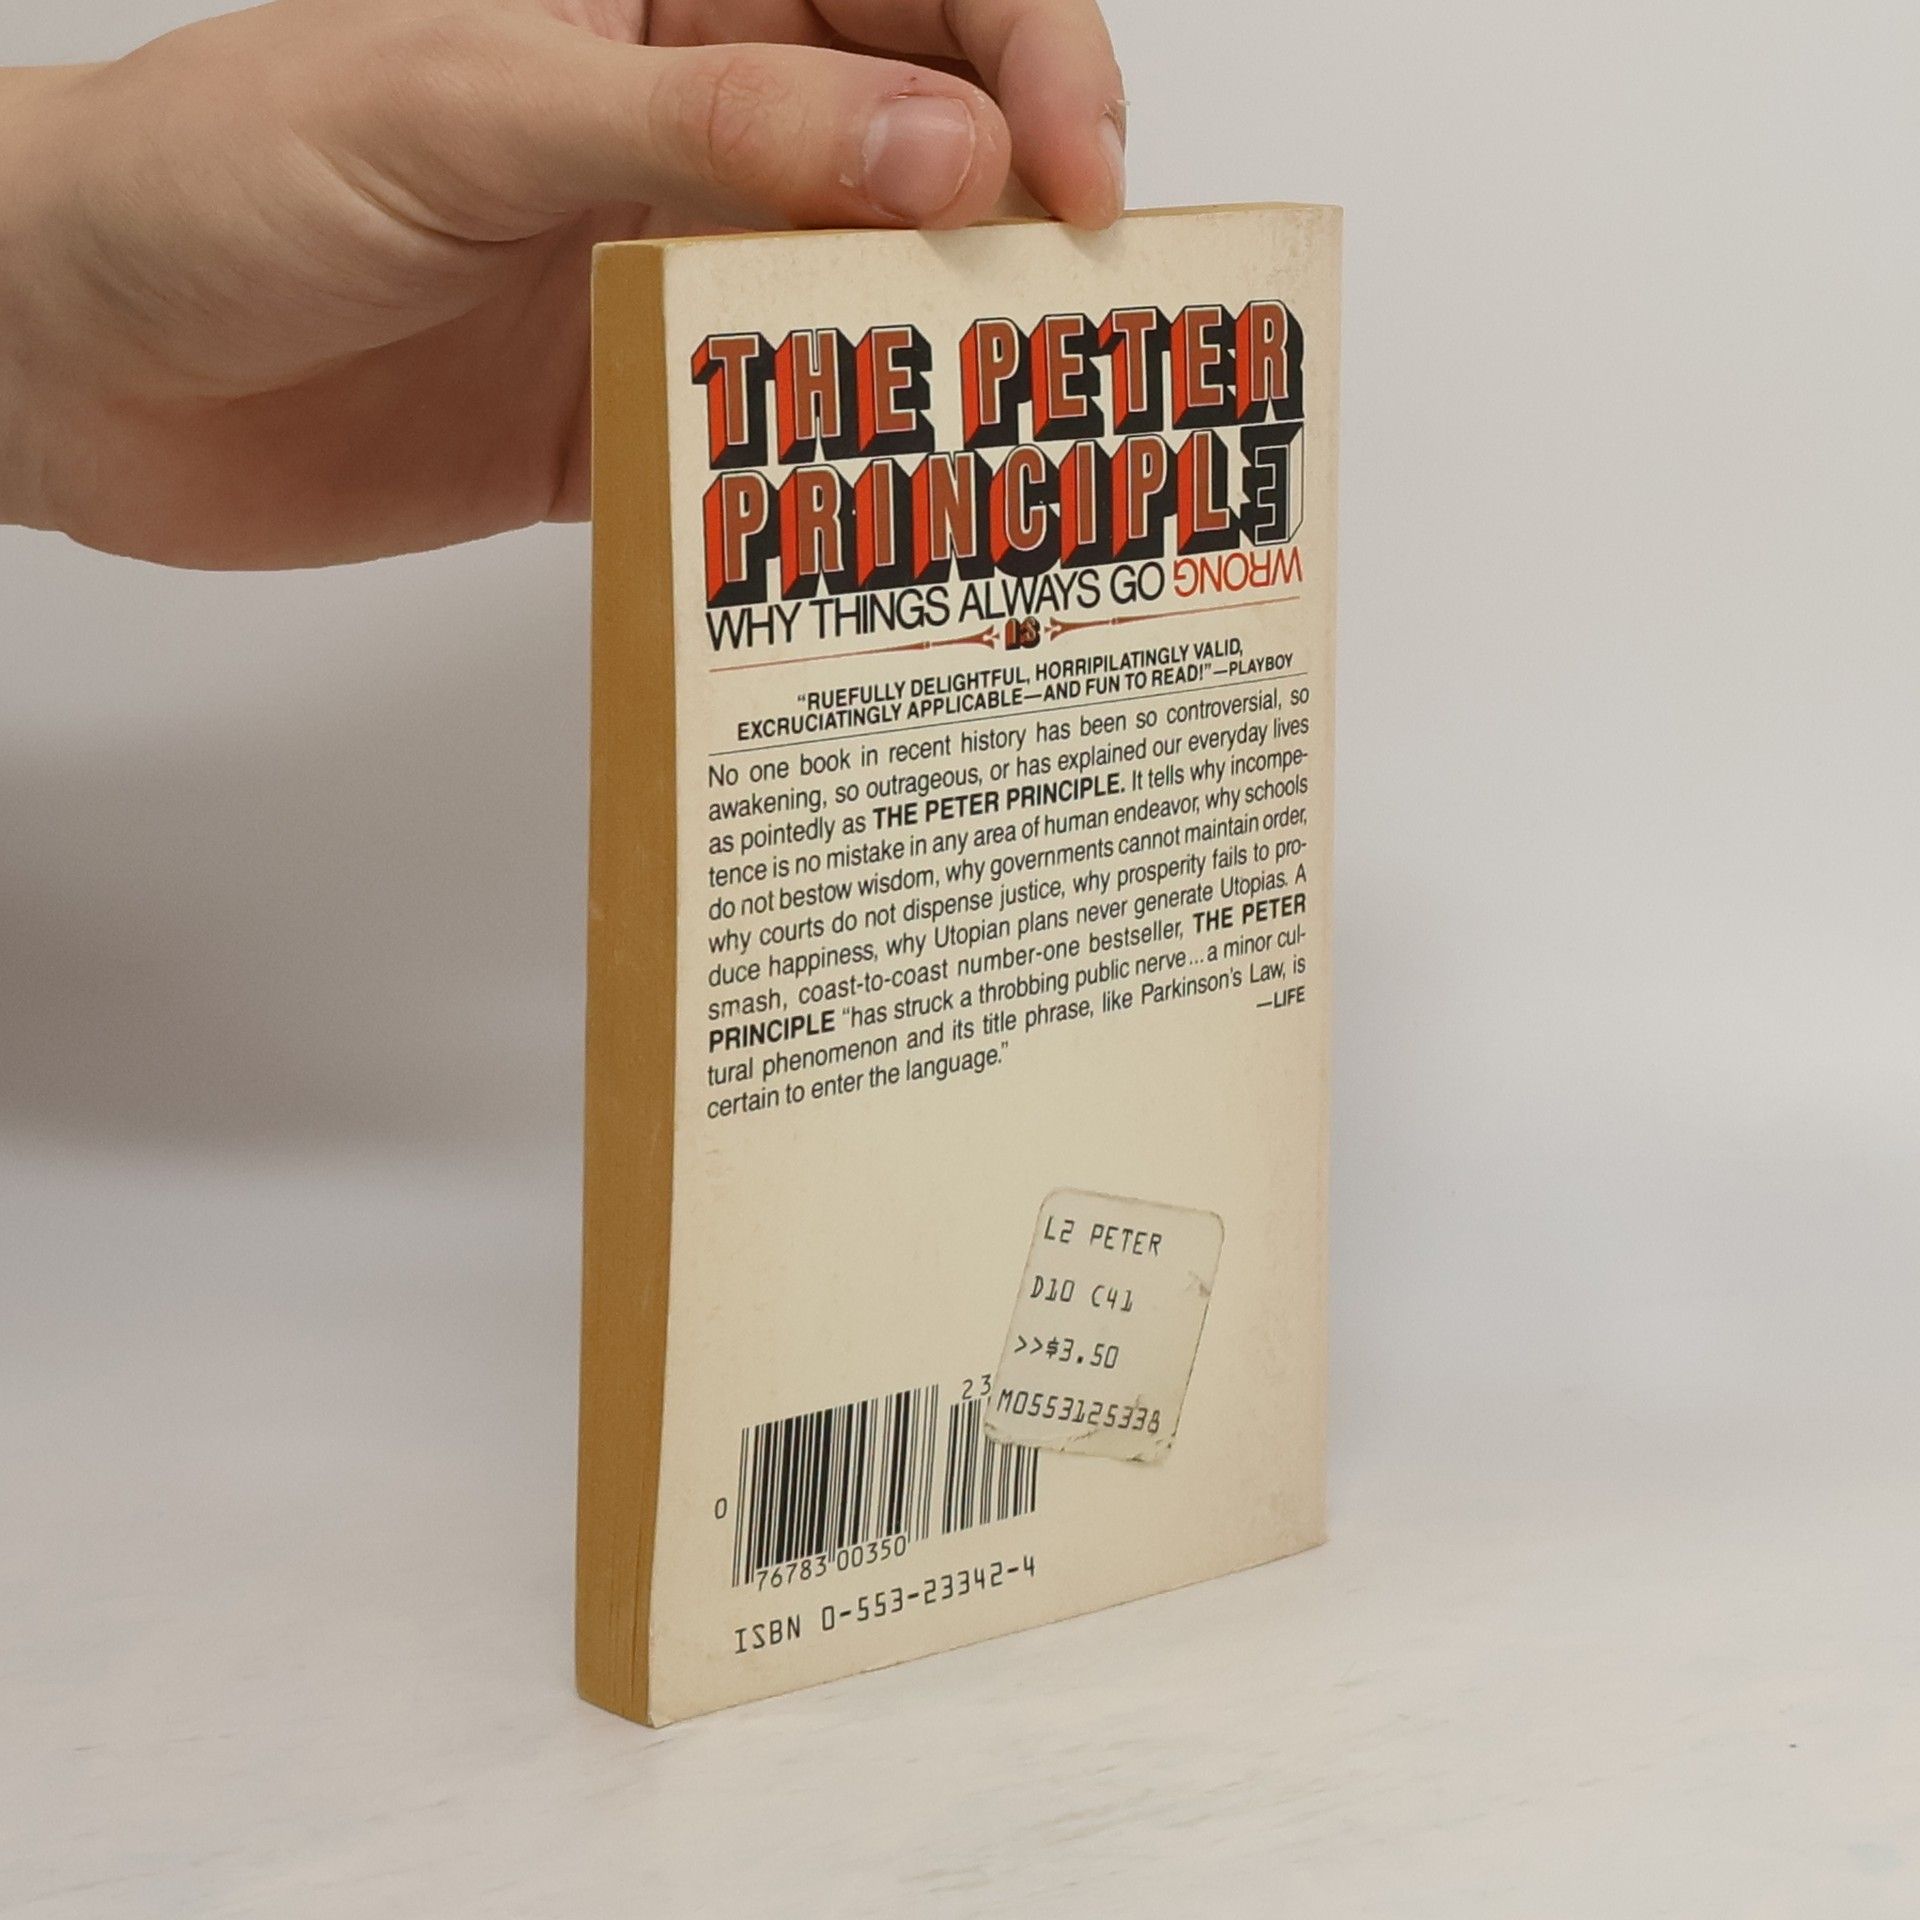 THE PETER
PRINCIPLE
WHY THINGS ALWAYS GO WRONG
IS
“RUEFULLY DELIGHTFUL, HORRIPILATINGLY VALID,
EXCRUCIATINGLY APPLICABLE—AND FUN TO READ!”—PLAYBOY
No one book in recent history has been so controversial, so
awakening, so outrageous, or has explained our everyday lives
as pointedly as THE PETER PRINCIPLE. It tells why incompe-
tence is no mistake in any area of human endeavor, why schools
do not bestow wisdom, why governments cannot maintain order,
why courts do not dispense justice, why prosperity fails to pro-
duce happiness, why Utopian plans never generate Utopias. A
smash, coast-to-coast number-one bestseller, THE PETER
PRINCIPLE “has struck a throbbing public nerve...a minor cul-
tural phenomenon and its title phrase, like Parkinson's Law, is
certain to enter the language.”
—LIFE
L2 PETER
D10 C41
>>$3.50
M0553125338
23
0
76783 00350
ISBN 0-553-23342-4